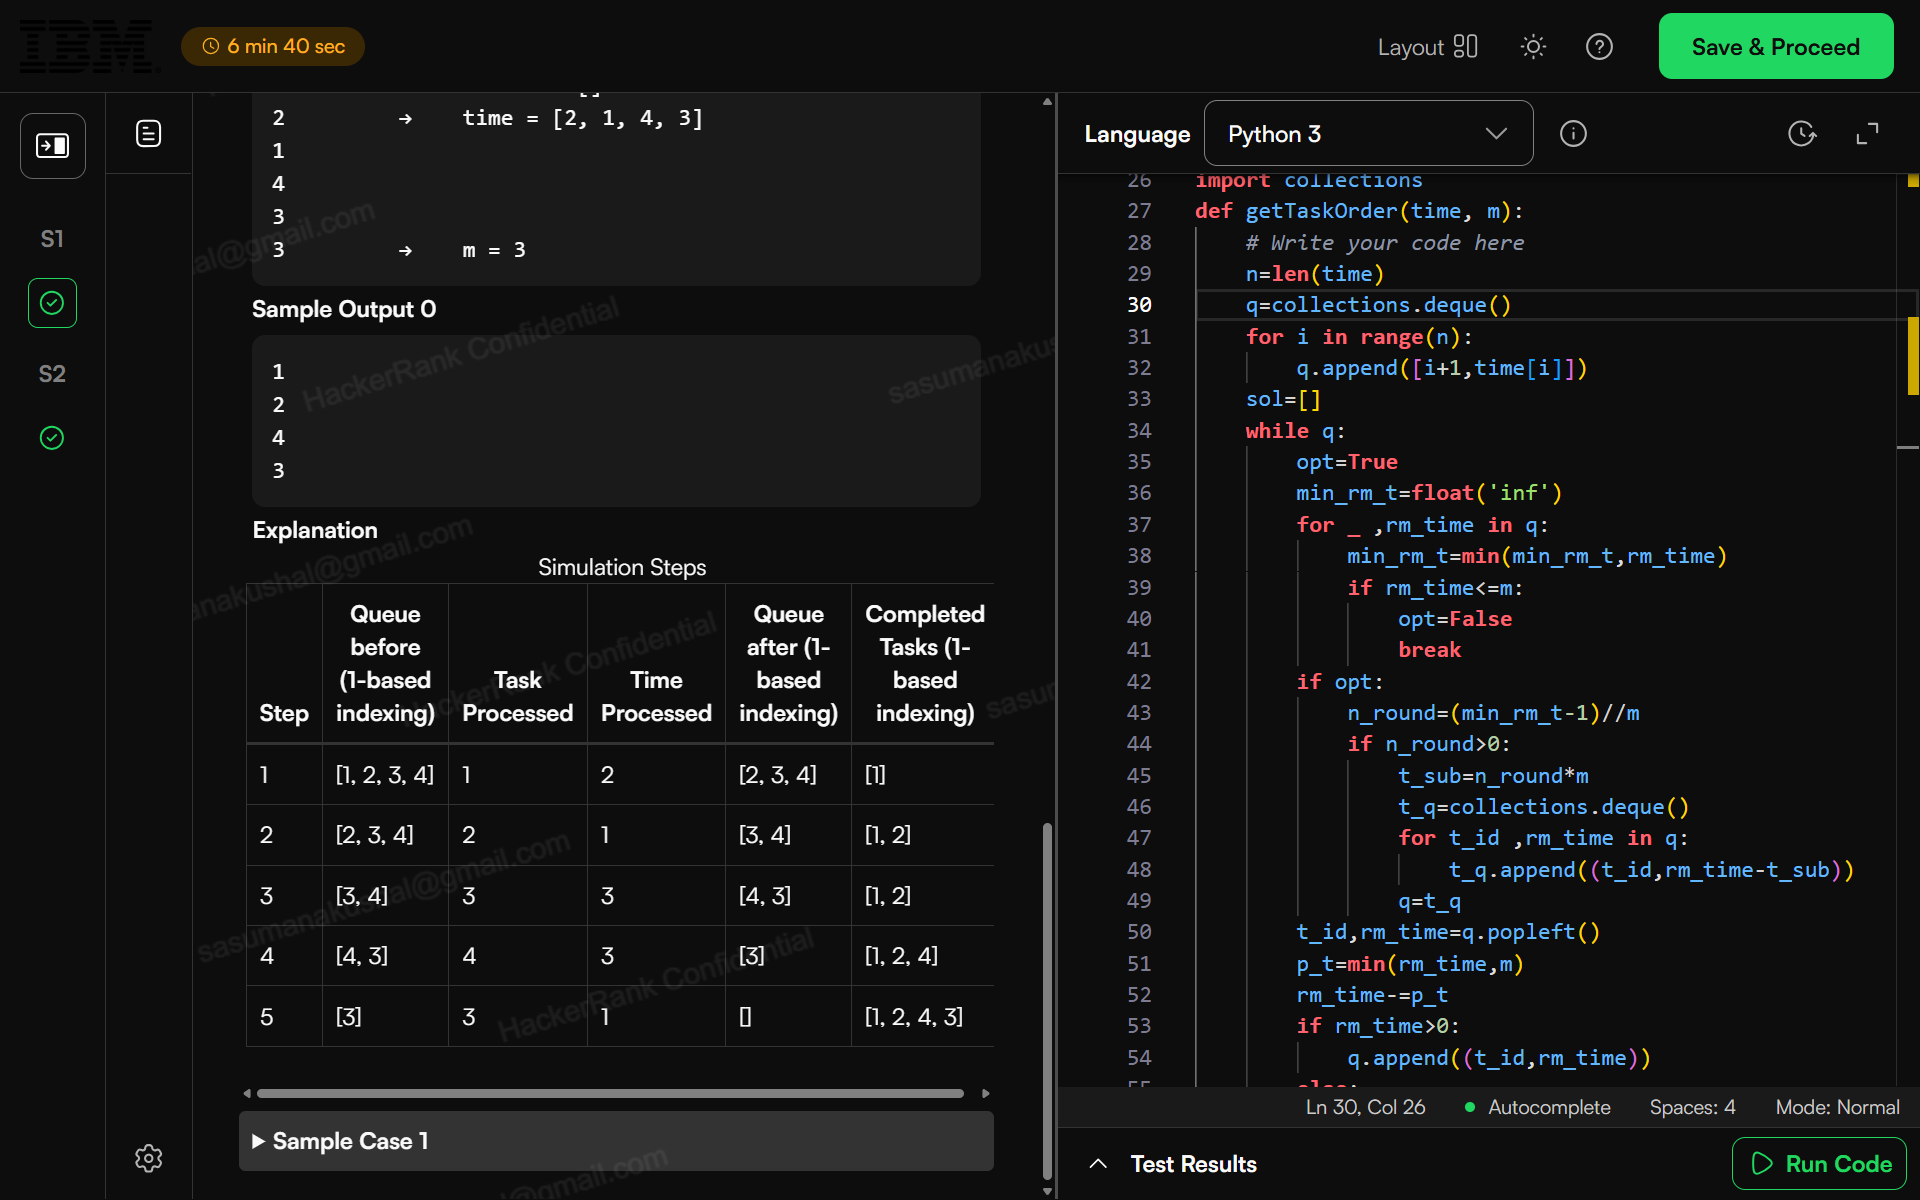 IBM
6 min 40 sec
Layout
Save & Proceed
S1
S2
2 → time = [2, 1, 4, 3]
1
4
3
3 → m = 3
Sample Output 0
1
2
4
3
Explanation
Simulation Steps
Step Queue before (1-based indexing) Task Processed Time Processed Queue after (1-based indexing) Completed Tasks (1-based indexing)
1 [1, 2, 3, 4] 1 2 [2, 3, 4] [1]
2 [2, 3, 4] 2 1 [3, 4] [1, 2]
3 [3, 4] 3 3 [4, 3] [1, 2]
4 [4, 3] 4 3 [3] [1, 2, 4]
5 [3] 3 1 [] [1, 2, 4, 3]
Sample Case 1
HackerRank Confidential
HackerRank Confidential
HackerRank Confidential
Language
Python 3
26 import collections
27 def getTaskOrder(time, m):
28 # Write your code here
29 n=len(time)
30 q=collections.deque()
31 for i in range(n):
32 q.append([i+1,time[i]])
33 sol=[]
34 while q:
35 opt=True
36 min_rm_t=float('inf')
37 for _ ,rm_time in q:
38 min_rm_t=min(min_rm_t,rm_time)
39 if rm_time<=m:
40 opt=False
41 break
42 if opt:
43 n_round=(min_rm_t-1)//m
44 if n_round>0:
45 t_sub=n_round*m
46 t_q=collections.deque()
47 for t_id ,rm_time in q:
48 t_q.append((t_id,rm_time-t_sub))
49 q=t_q
50 t_id,rm_time=q.popleft()
51 p_t=min(rm_time,m)
52 rm_time-=p_t
53 if rm_time>0:
54 q.append((t_id,rm_time))
55 else:
Ln 30, Col 26
Autocomplete
Spaces: 4
Mode: Normal
Test Results
Run Code